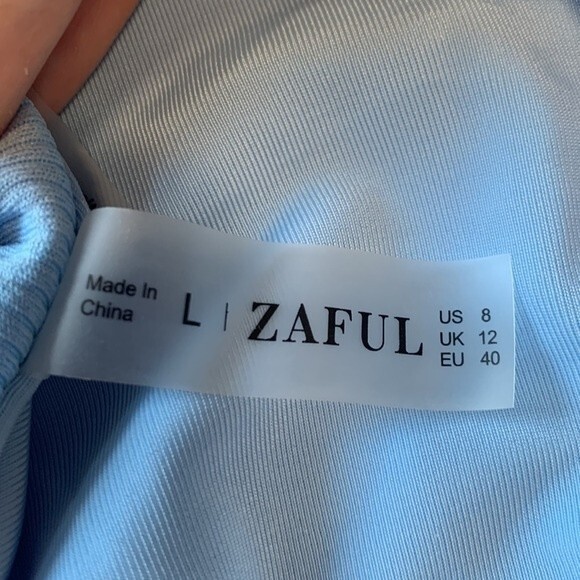 Made In
China
L
ZAFUL
US 8
UK 12
EU 40